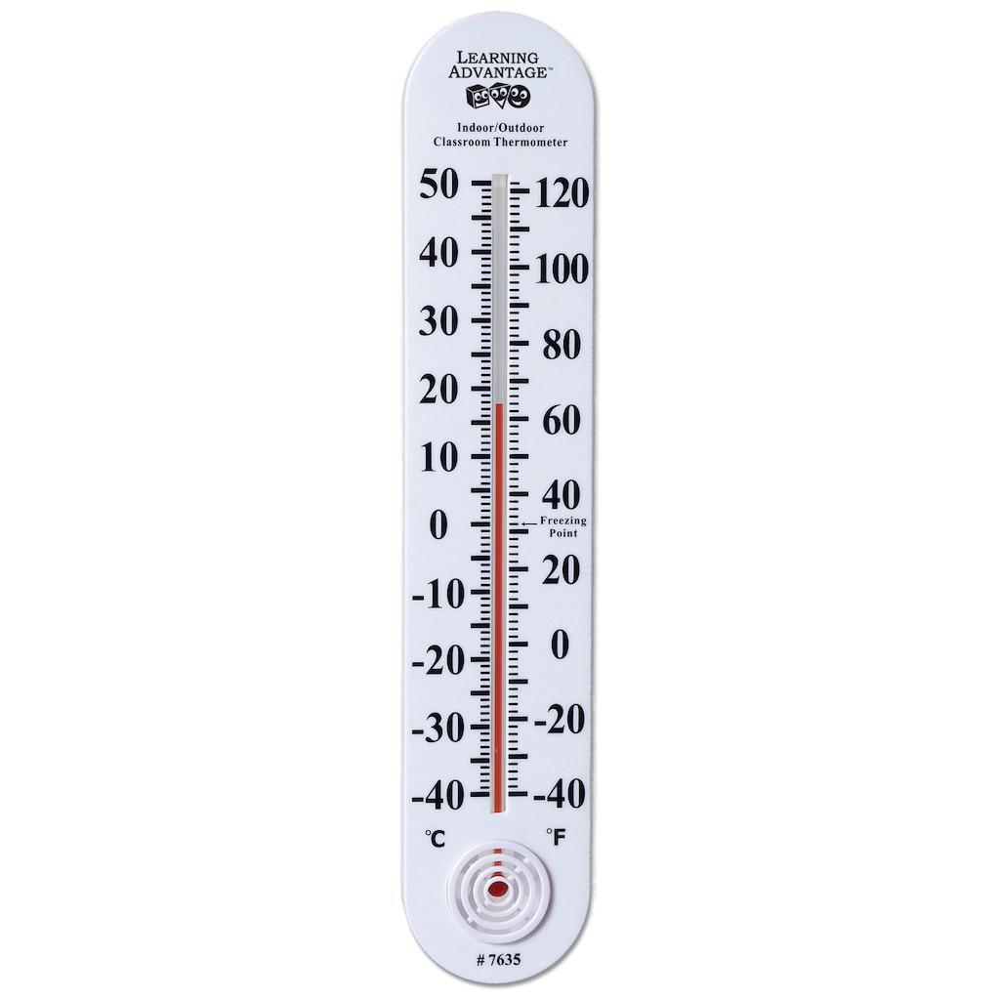 LEARNING
ADVANTAGE™
Indoor/Outdoor
Classroom Thermometer
50 120
40 100
30 80
20 60
10 40
0 Freezing
Point
-10 20
-20 0
-30 -20
-40 -40
°C °F
# 7635